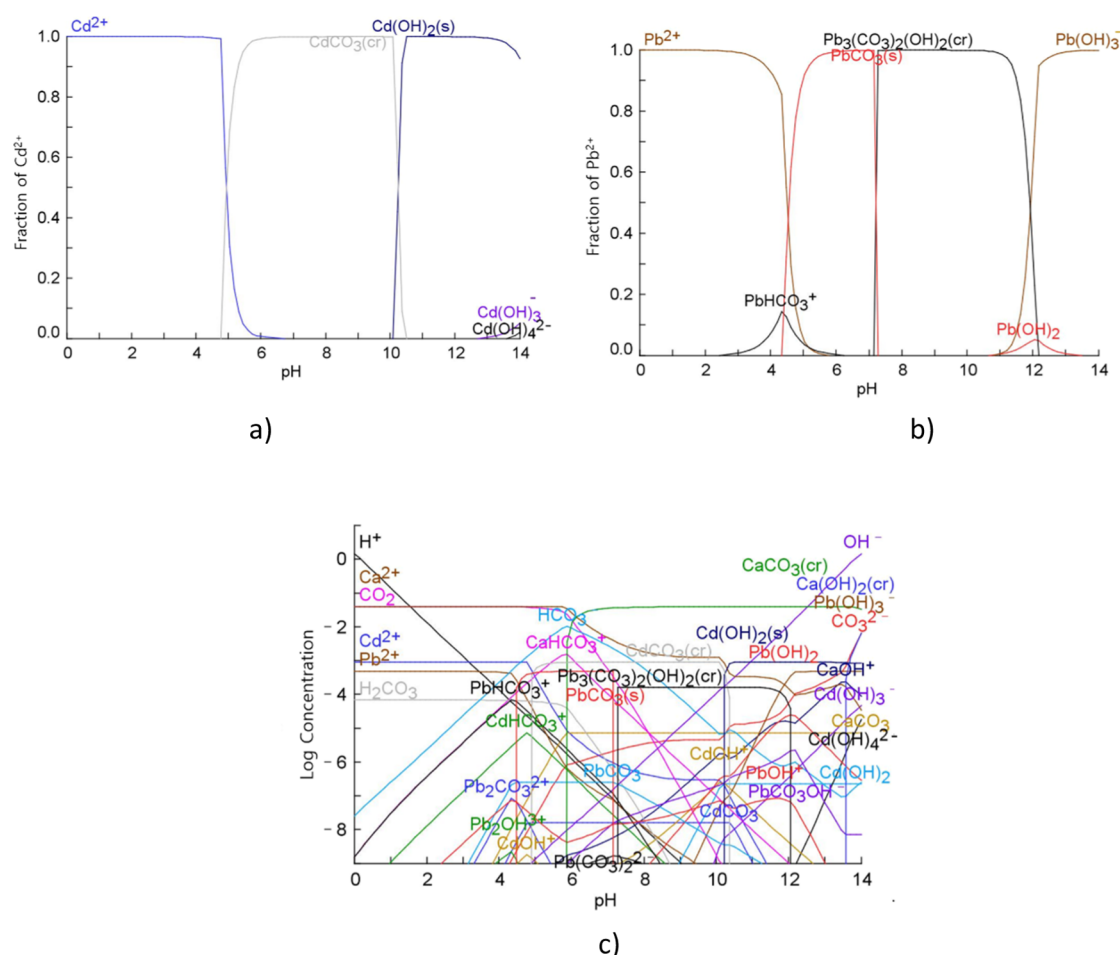 Cd2+
Cd(OH)2(s)
CdCO3(cr)
1.0
0.8
0.6
0.4
0.2
0.0
Fraction of Cd2+
Cd(OH)3-
Cd(OH)42-
0 2 4 6 8 10 12 14
pH
a)
Pb2+
Pb3(CO3)2(OH)2(cr)
PbCO3(s)
Pb(OH)3-
1.0
0.8
0.6
0.4
0.2
0.0
Fraction of Pb2+
PbHCO3+
Pb(OH)2
0 2 4 6 8 10 12 14
pH
b)
H+
OH-
CaCO3(cr)
Ca2+
Ca(OH)2(cr)
CO2
Pb(OH)3-
HCO3
CO32-
Cd(OH)2(s)
CaHCO3+
Cd2+
CdCO3(cr)
Pb(OH)2
Pb2+
Pb3(CO3)2(OH)2(cr)
CaOH+
H2CO3
PbHCO3+
PbCO3(s)
Cd(OH)3-
CdHCO3+
CaCO3
Cd(OH)42-
CdOH+
PbCO3
PbOH+
Cd(OH)2
Pb2CO32+
PbCO3OH-
CdCO3
Pb2OH3+
CdOH+
Pb(CO3)22-
0
-2
-4
-6
-8
Log Concentration
0 2 4 6 8 10 12 14
pH
c)